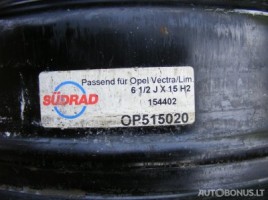 Passend für Opel Vectra/Lim
6 1/2 J X 15 H2
SÜDRAD
154402
OP515020
AUTOBONUS.LT